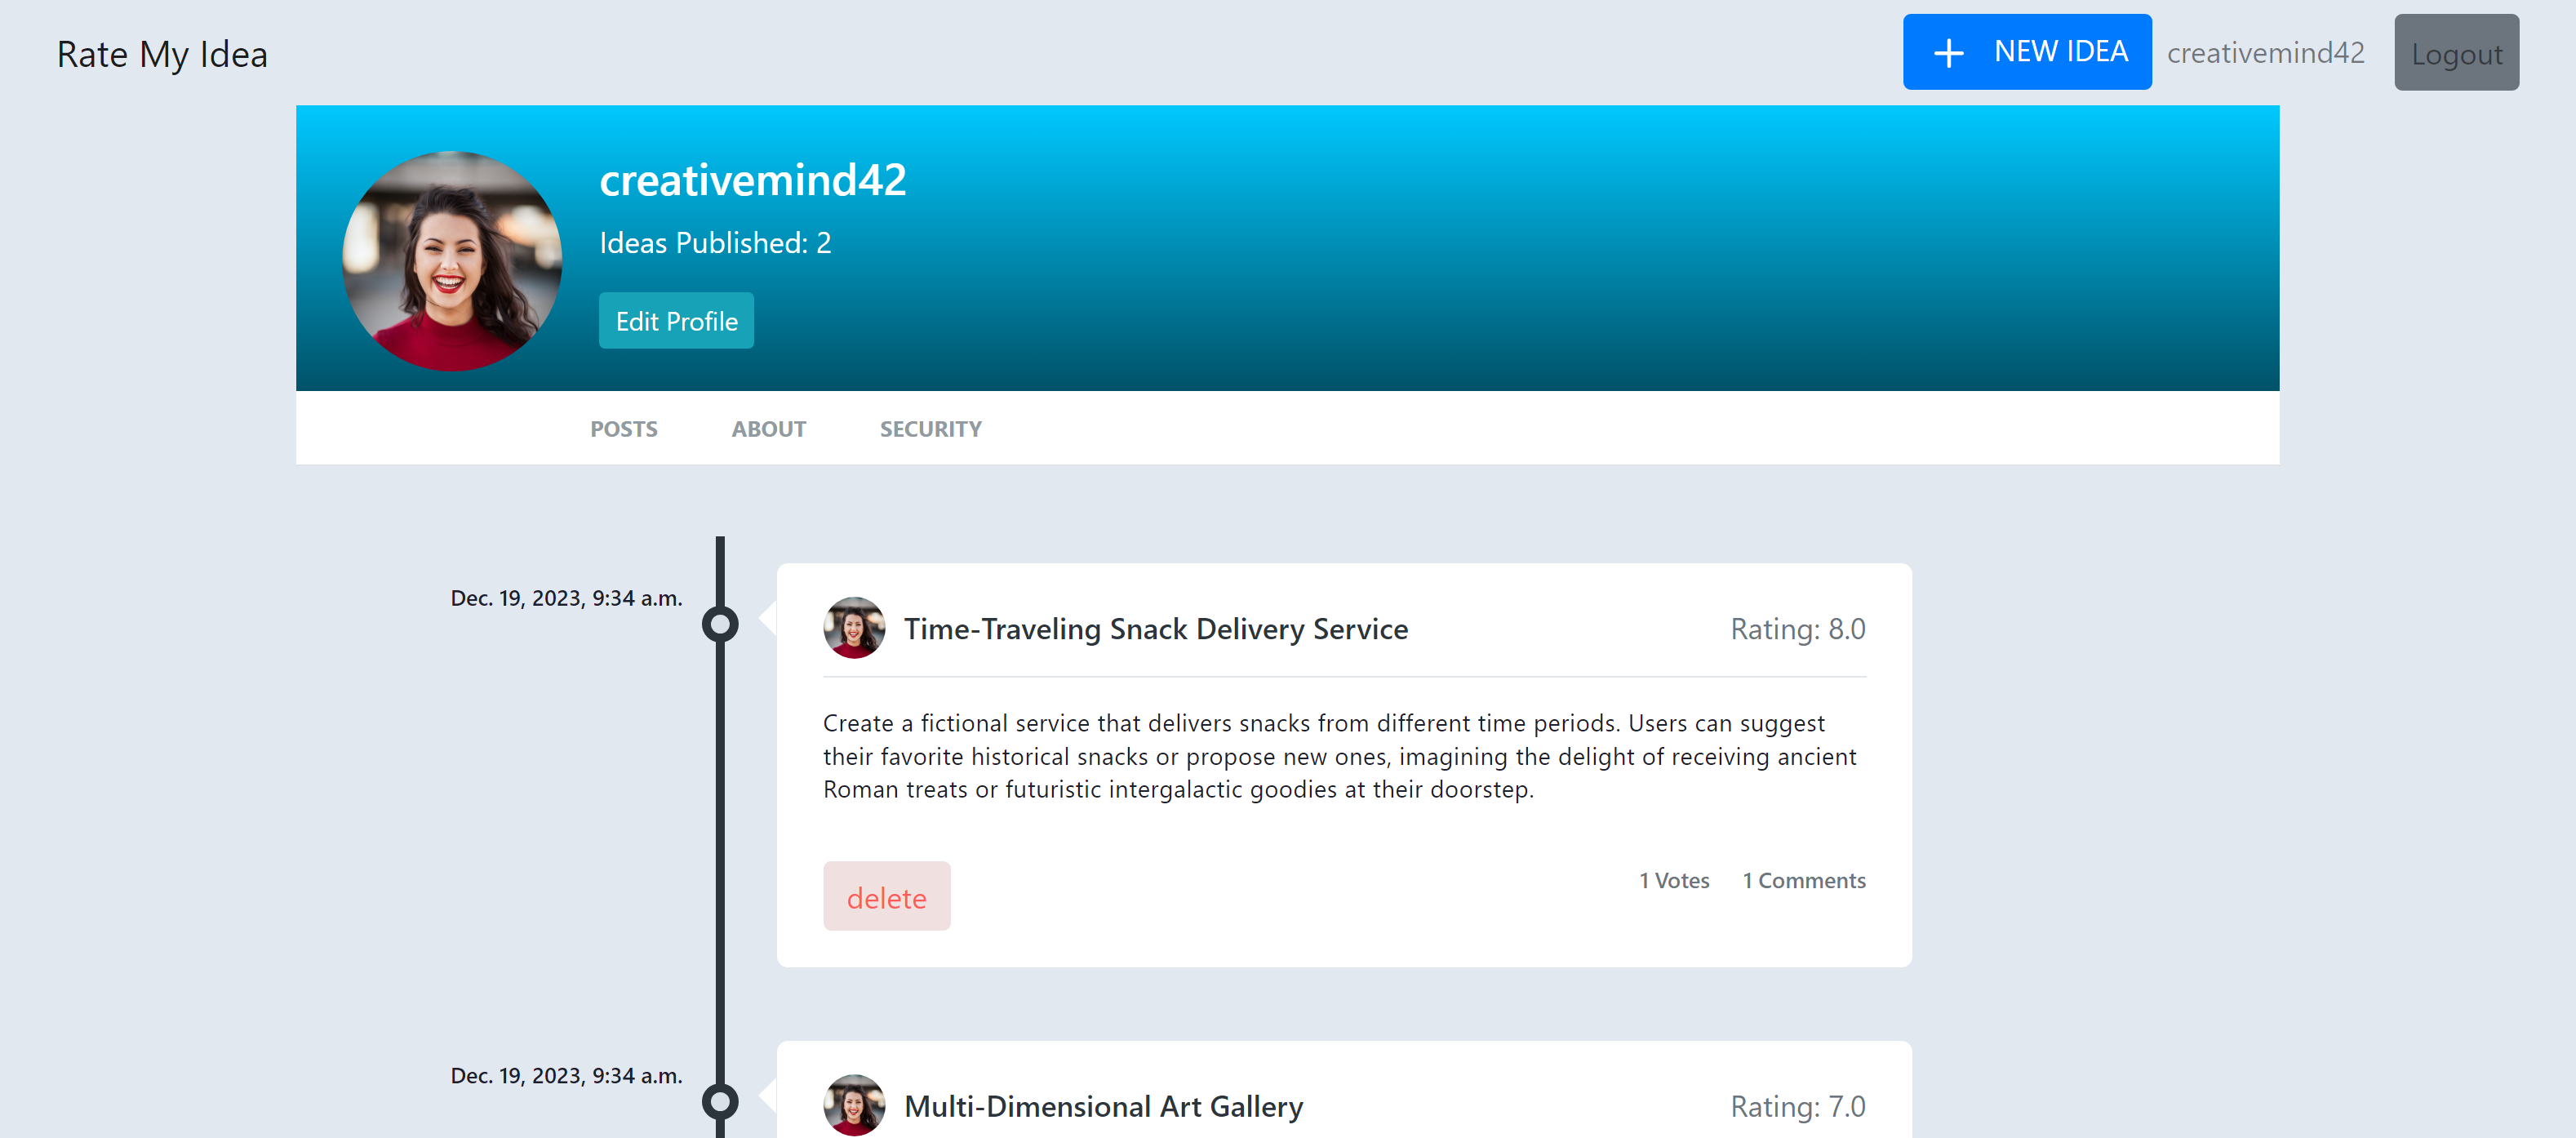 Rate My Idea
NEW IDEA
creativemind42
Logout
creativemind42
Ideas Published: 2
Edit Profile
POSTS
ABOUT
SECURITY
Dec. 19, 2023, 9:34 a.m.
Time-Traveling Snack Delivery Service
Rating: 8.0
Create a fictional service that delivers snacks from different time periods. Users can suggest
their favorite historical snacks or propose new ones, imagining the delight of receiving ancient
Roman treats or futuristic intergalactic goodies at their doorstep.
delete
1 Votes
1 Comments
Dec. 19, 2023, 9:34 a.m.
Multi-Dimensional Art Gallery
Rating: 7.0